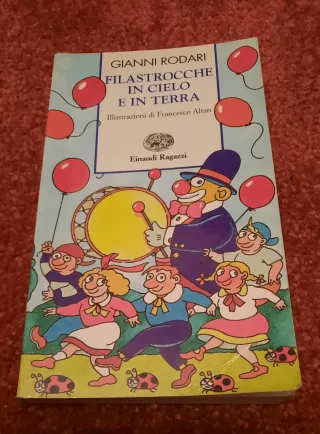 GIANNI RODARI
FILASTROCCHE
IN CIELO
E IN TERRA
Illustrazioni di Francesco Altan
Einaudi Ragazzi